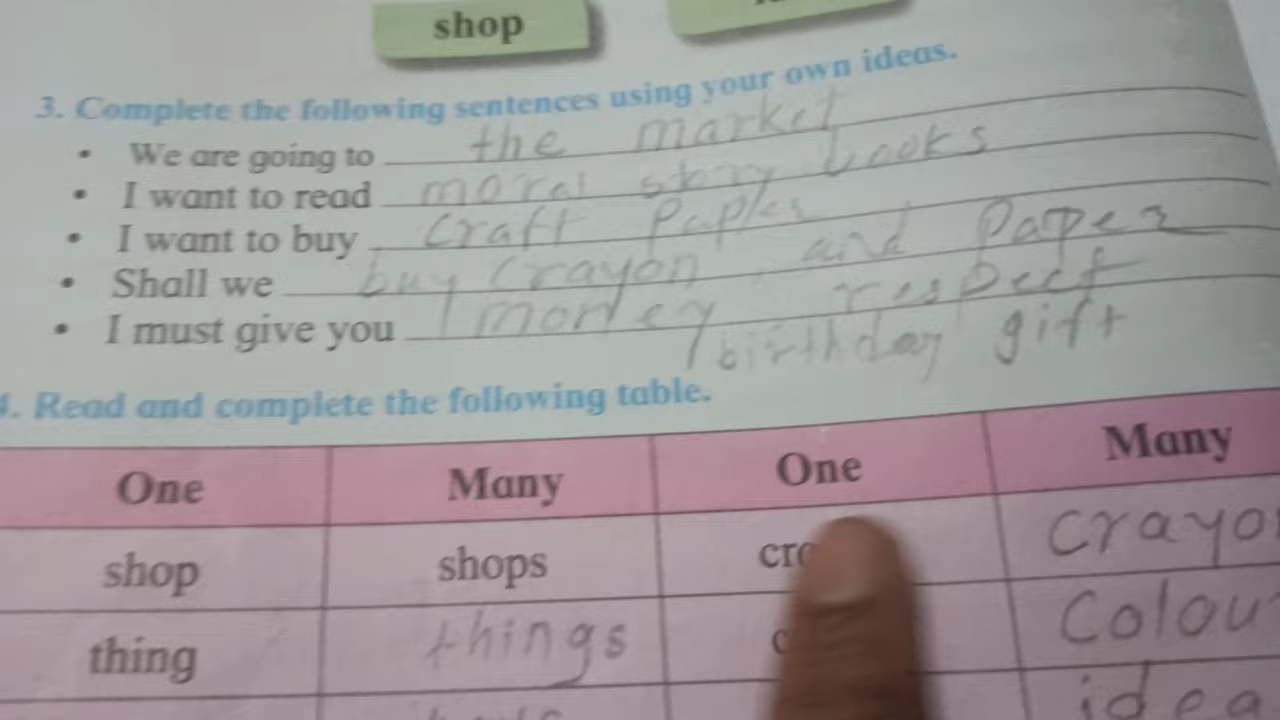 shop
3. Complete the following sentences using your own ideas.
• We are going to the market
• I want to read moral story books
• I want to buy craft Paples
• Shall we buy crayon and Paper
• I must give you money respect
birthday gift
4. Read and complete the following table.
One Many One Many
shop shops cra crayo
thing things c colou
idea